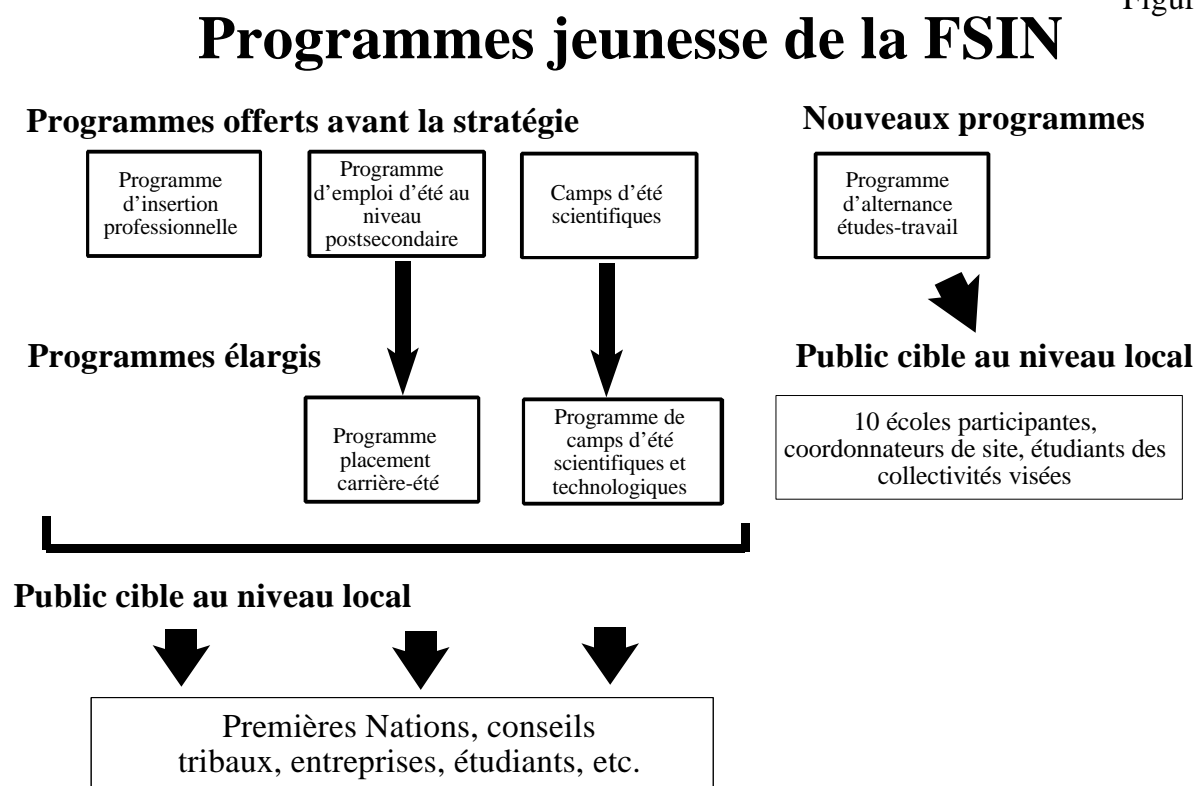 Programmes jeunesse de la FSIN
Programmes offerts avant la stratégie
Programme
d’insertion
professionnelle
Programme
d’emploi d’été au
niveau
postsecondaire
Camps d’été
scientifiques
Nouveaux programmes
Programme
d’alternance
études-travail
Programmes élargis
Programme
placement
carrière-été
Programme de
camps d’été
scientifiques et
technologiques
Public cible au niveau local
10 écoles participantes,
coordonnateurs de site, étudiants des
collectivités visées
Public cible au niveau local
Premières Nations, conseils
tribaux, entreprises, étudiants, etc.